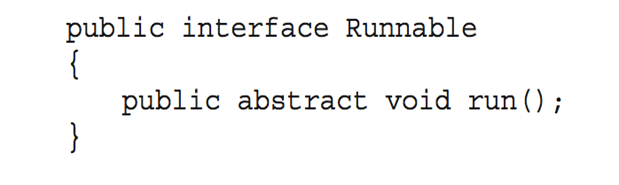 public interface Runnable
{
public abstract void run();
}